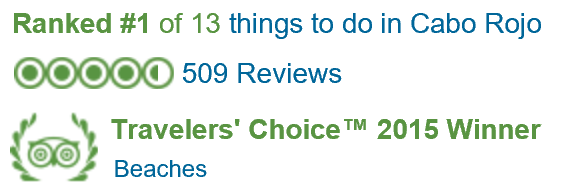 Ranked #1 of 13 things to do in Cabo Rojo
509 Reviews
Travelers' Choice™ 2015 Winner
Beaches